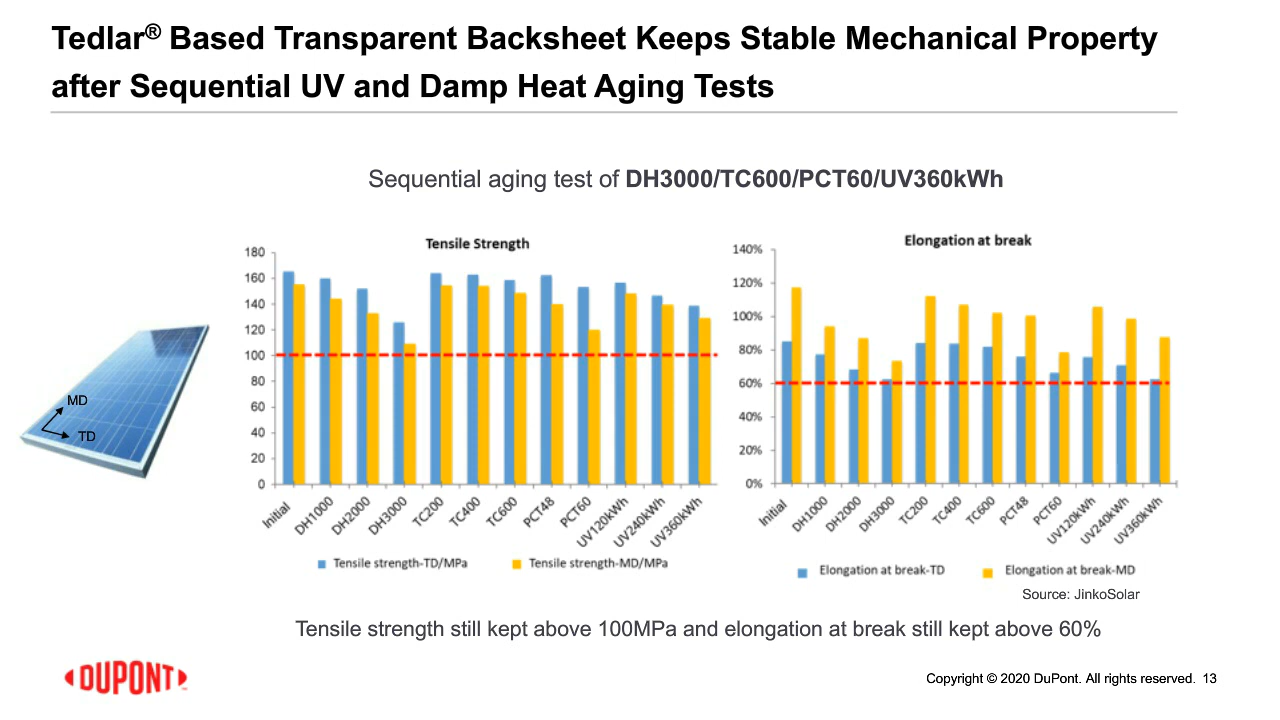 Tedlar® Based Transparent Backsheet Keeps Stable Mechanical Property
after Sequential UV and Damp Heat Aging Tests
Sequential aging test of DH3000/TC600/PCT60/UV360kWh
MD
TD
Tensile Strength
180
160
140
120
100
80
60
40
20
0
Initial
DH1000
DH2000
DH3000
TC200
TC400
TC600
PCT48
PCT60
UV120kWh
UV240kWh
UV360kWh
Tensile strength-TD/MPa
Tensile strength-MD/MPa
Elongation at break
140%
120%
100%
80%
60%
40%
20%
0%
Initial
DH1000
DH2000
DH3000
TC200
TC400
TC600
PCT48
PCT60
UV120kWh
UV240kWh
UV360kWh
Elongation at break-TD
Elongation at break-MD
Source: JinkoSolar
Tensile strength still kept above 100MPa and elongation at break still kept above 60%
DUPONT
Copyright © 2020 DuPont. All rights reserved. 13